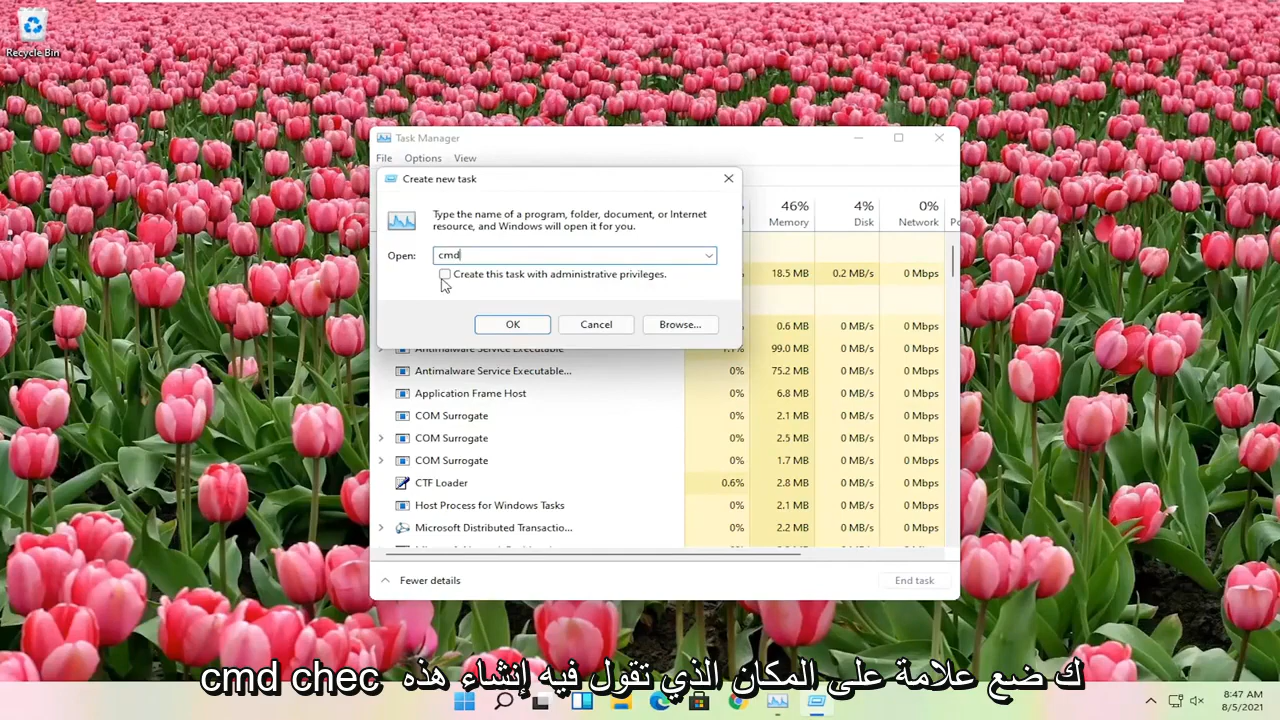 Recycle Bin
Task Manager
File Options View
Create new task
Type the name of a program, folder, document, or Internet
resource, and Windows will open it for you.
Open: cmd
Create this task with administrative privileges.
OK Cancel Browse...
46% 4% 0%
Memory Disk Network
18.5 MB 0.2 MB/s 0 Mbps
0.6 MB 0 MB/s 0 Mbps
Antimalware Service Executable 1.1% 99.0 MB 0 MB/s 0 Mbps
Antimalware Service Executable... 0% 75.2 MB 0 MB/s 0 Mbps
Application Frame Host 0% 6.8 MB 0 MB/s 0 Mbps
COM Surrogate 0% 2.1 MB 0 MB/s 0 Mbps
COM Surrogate 0% 2.5 MB 0 MB/s 0 Mbps
COM Surrogate 0% 1.7 MB 0 MB/s 0 Mbps
CTF Loader 0.6% 2.8 MB 0 MB/s 0 Mbps
Host Process for Windows Tasks 0% 5.1 MB 0 MB/s 0 Mbps
Microsoft Distributed Transactio... 0% 2.2 MB 0 MB/s 0 Mbps
Fewer details End task
cmd chec ك ضع علامة على المكان الذي تقول فيه إنشاء هذه
8:47 AM
8/5/2021